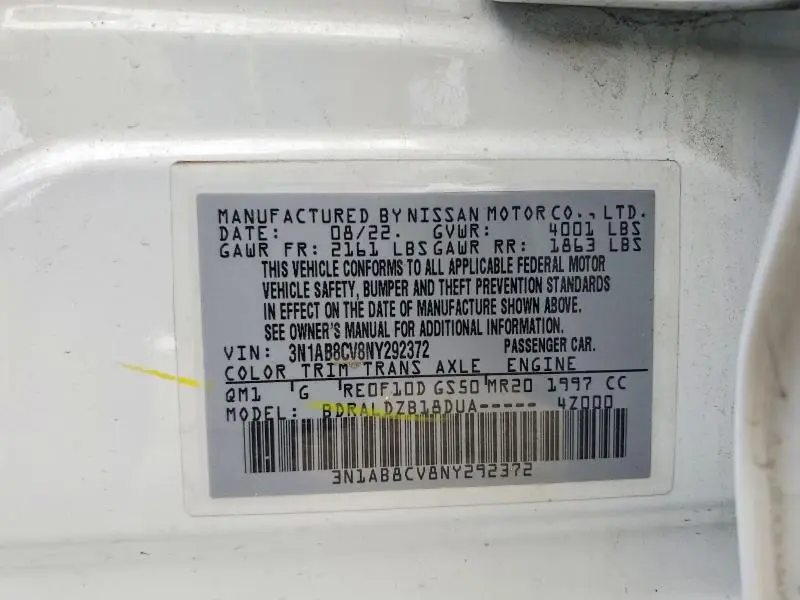 MANUFACTURED BY NISSAN MOTOR CO., LTD.
DATE: 08/22. GVWR: 4001 LBS
GAWR FR: 2161 LBS GAWR RR: 1863 LBS
THIS VEHICLE CONFORMS TO ALL APPLICABLE FEDERAL MOTOR
VEHICLE SAFETY, BUMPER AND THEFT PREVENTION STANDARDS
IN EFFECT ON THE DATE OF MANUFACTURE SHOWN ABOVE.
SEE OWNER'S MANUAL FOR ADDITIONAL INFORMATION.
VIN: 3N1AB8CV8NY292372 PASSENGER CAR.
COLOR TRIM TRANS AXLE ENGINE
QM1 G RE0F10D GS50 MR20 1997 CC
MODEL: BDRALDZB18DUA----- 4Z000
3N1AB8CV8NY292372